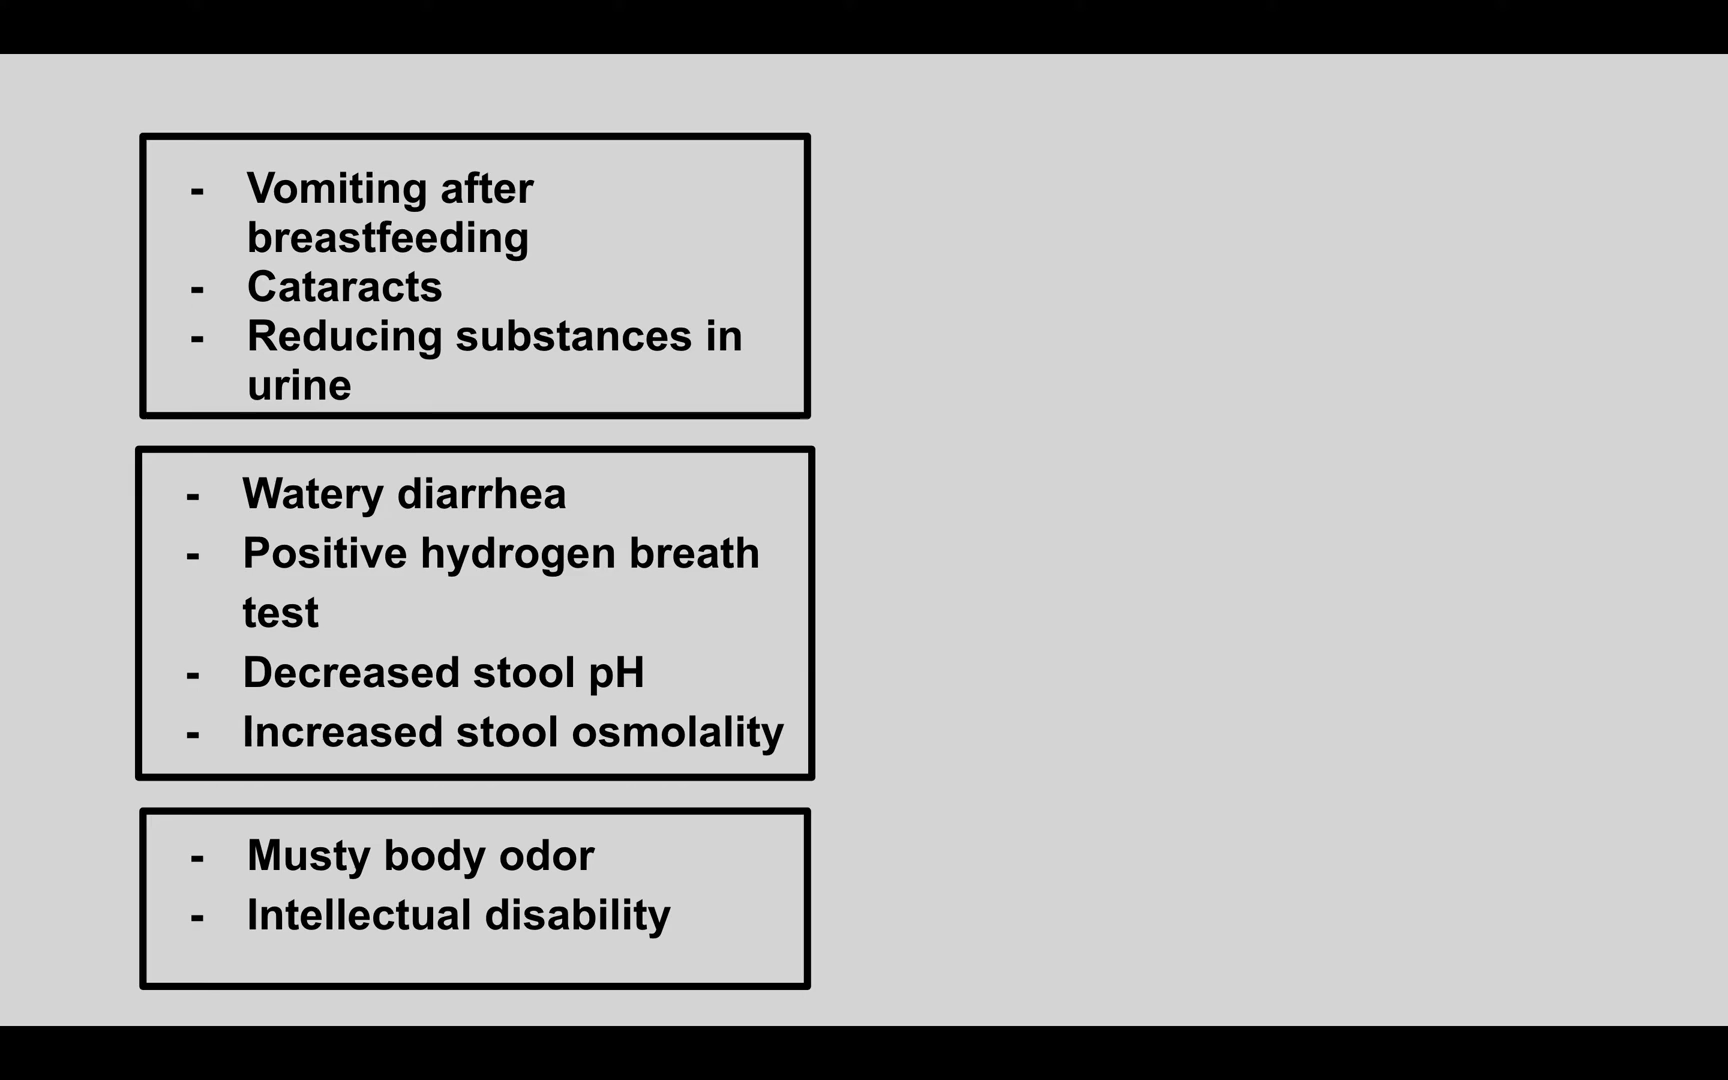 - Vomiting after
breastfeeding
- Cataracts
- Reducing substances in
urine
- Watery diarrhea
- Positive hydrogen breath
test
- Decreased stool pH
- Increased stool osmolality
- Musty body odor
- Intellectual disability